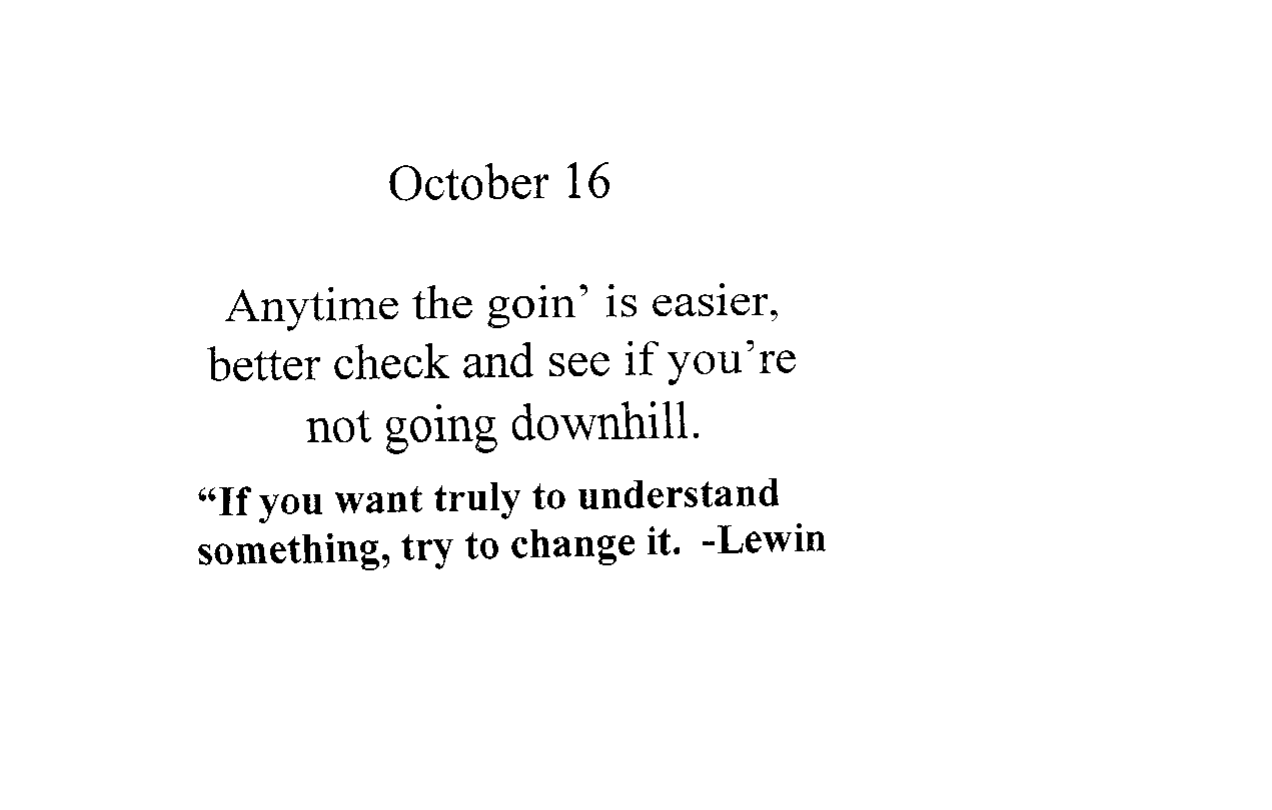 October 16
Anytime the goin’ is easier,
better check and see if you’re
not going downhill.
“If you want truly to understand
something, try to change it.  -Lewin